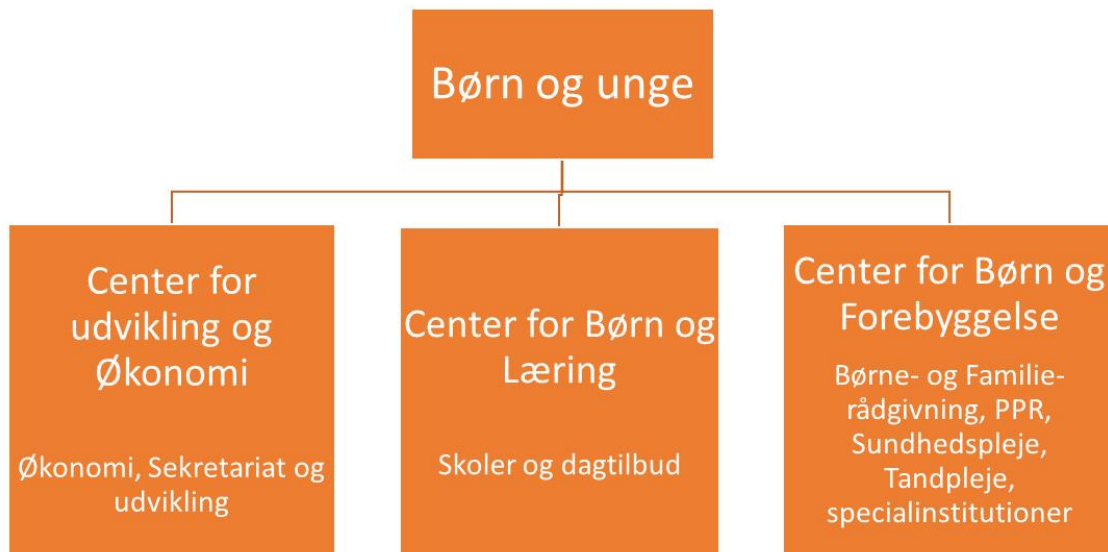 Børn og unge
Center for
udvikling og
Økonomi
Økonomi, Sekretariat og
udvikling
Center for Børn og
Læring
Skoler og dagtilbud
Center for Børn og
Forebyggelse
Børne- og Familie-
rådgivning, PPR,
Sundhedspleje,
Tandpleje,
specialinstitutioner